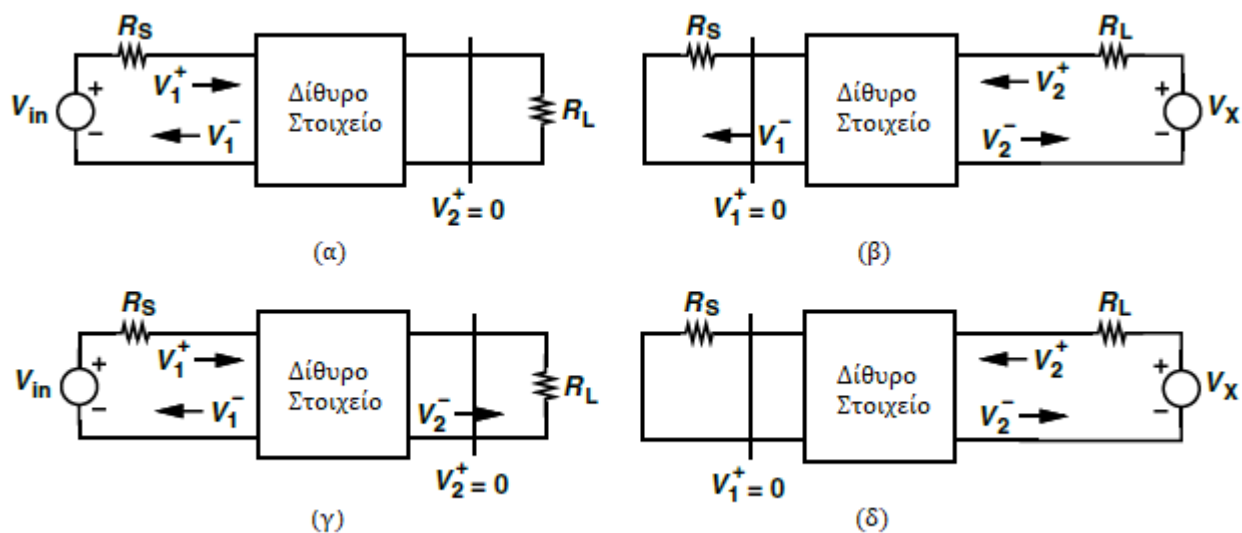 R_S
V_1^+
V_in
+
−
V_1^-
Δίθυρο
Στοιχείο
R_L
V_2^+ = 0
(α)
R_S
V_1^-
V_1^+ = 0
Δίθυρο
Στοιχείο
R_L
V_2^+
V_2^-
+
−
V_X
(β)
R_S
V_1^+
V_in
+
−
V_1^-
Δίθυρο
Στοιχείο
V_2^-
R_L
V_2^+ = 0
(γ)
R_S
V_1^+ = 0
Δίθυρο
Στοιχείο
R_L
V_2^+
V_2^-
+
−
V_X
(δ)